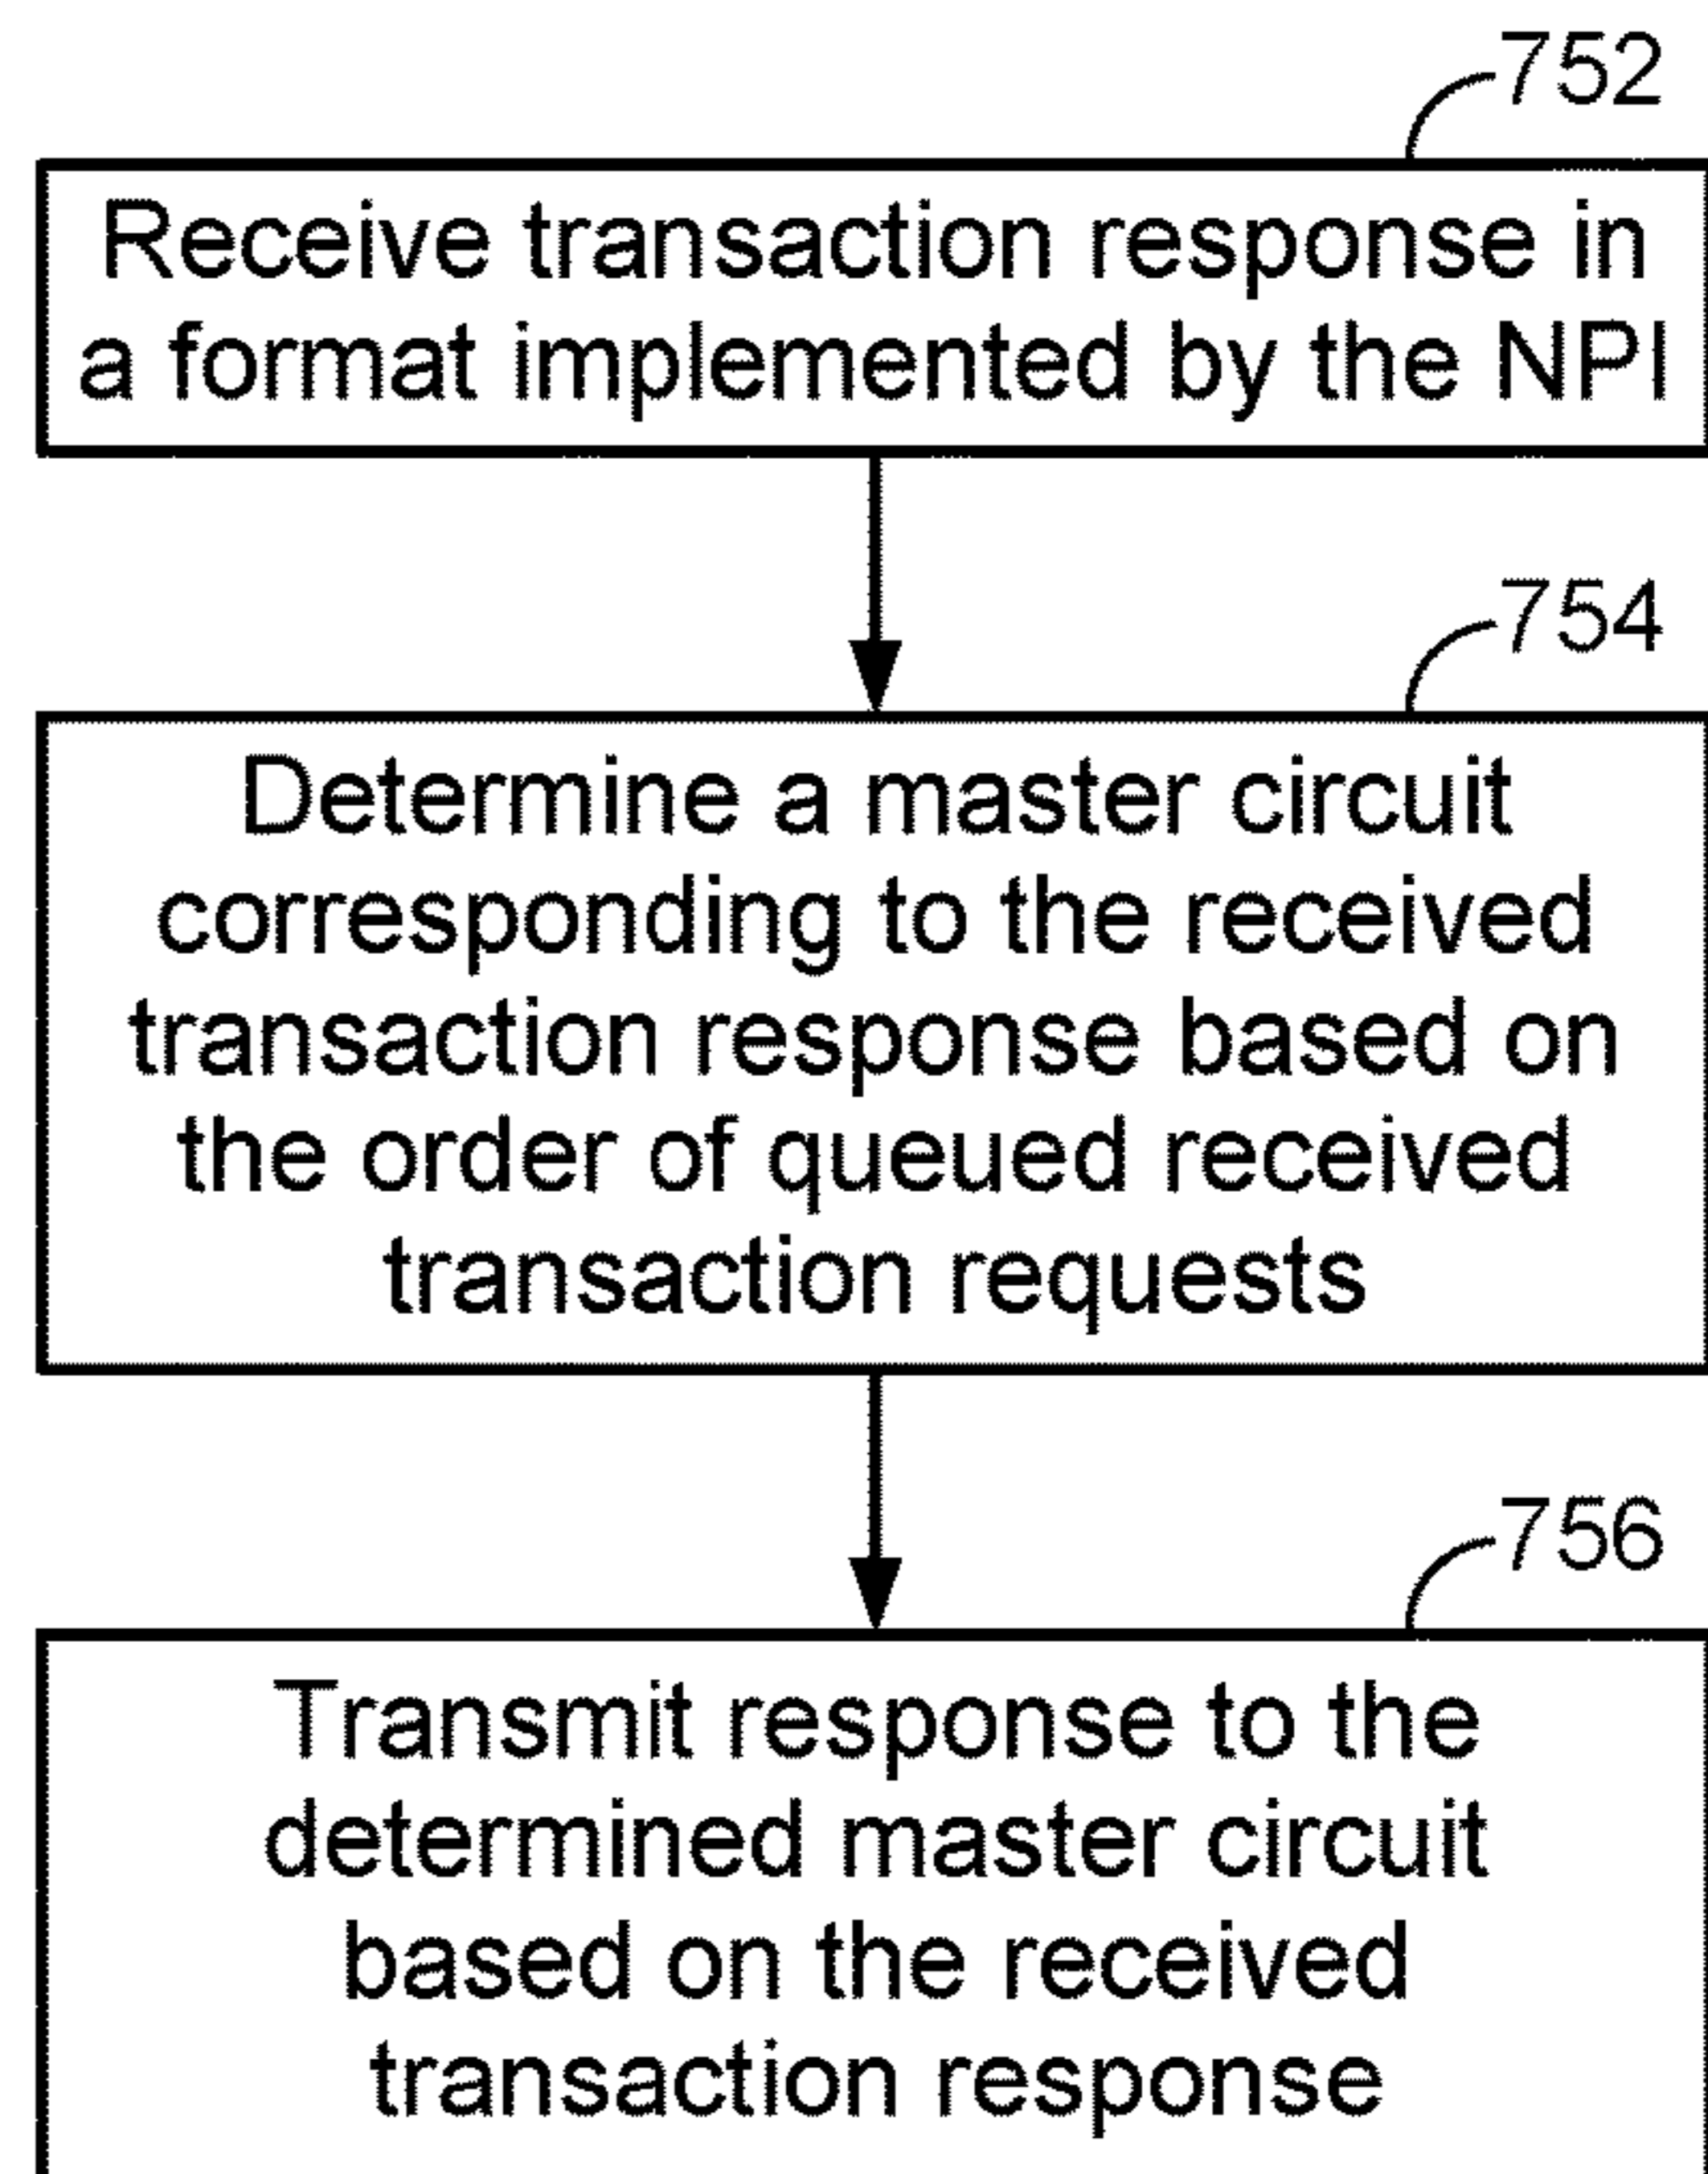 752
Receive transaction response in
a format implemented by the NPI
754
Determine a master circuit
corresponding to the received
transaction response based on
the order of queued received
transaction requests
756
Transmit response to the
determined master circuit
based on the received
transaction response